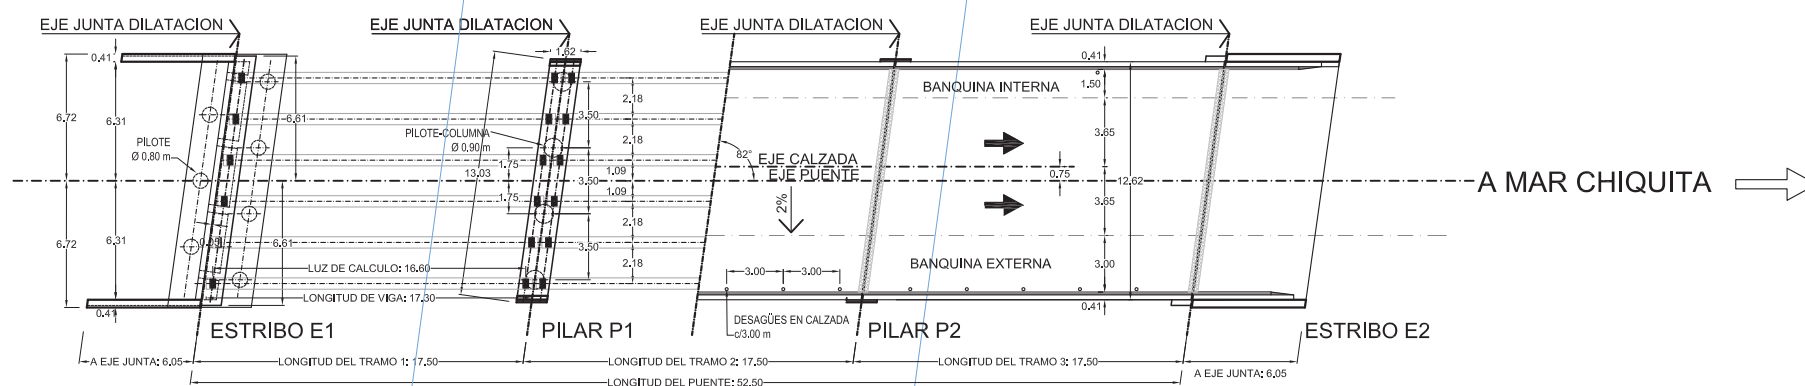 EJE JUNTA DILATACION
EJE JUNTA DILATACION
EJE JUNTA DILATACION
EJE JUNTA DILATACION
0.41
1.62
0.41
BANQUINA INTERNA
1.50
2.18
6.72
6.31
6.61
3.50
PILOTE
Ø 0,80 m
PILOTE-COLUMNA
Ø 0,90 m
2.18
3.65
82°
EJE CALZADA
EJE PUENTE
1.75
13.03
1.09
3.50
1.09
0.75
12.62
A MAR CHIQUITA
1.75
2%
3.65
2.18
6.72
6.31
0.05
6.61
3.50
2.18
LUZ DE CALCULO: 16.60
3.00
3.00
BANQUINA EXTERNA
3.00
LONGITUD DE VIGA: 17.30
0.41
0.41
DESAGÜES EN CALZADA
c/3.00 m
ESTRIBO E1
PILAR P1
PILAR P2
ESTRIBO E2
A EJE JUNTA: 6.05
LONGITUD DEL TRAMO 1: 17.50
LONGITUD DEL TRAMO 2: 17.50
LONGITUD DEL TRAMO 3: 17.50
A EJE JUNTA: 6.05
LONGITUD DEL PUENTE: 52.50